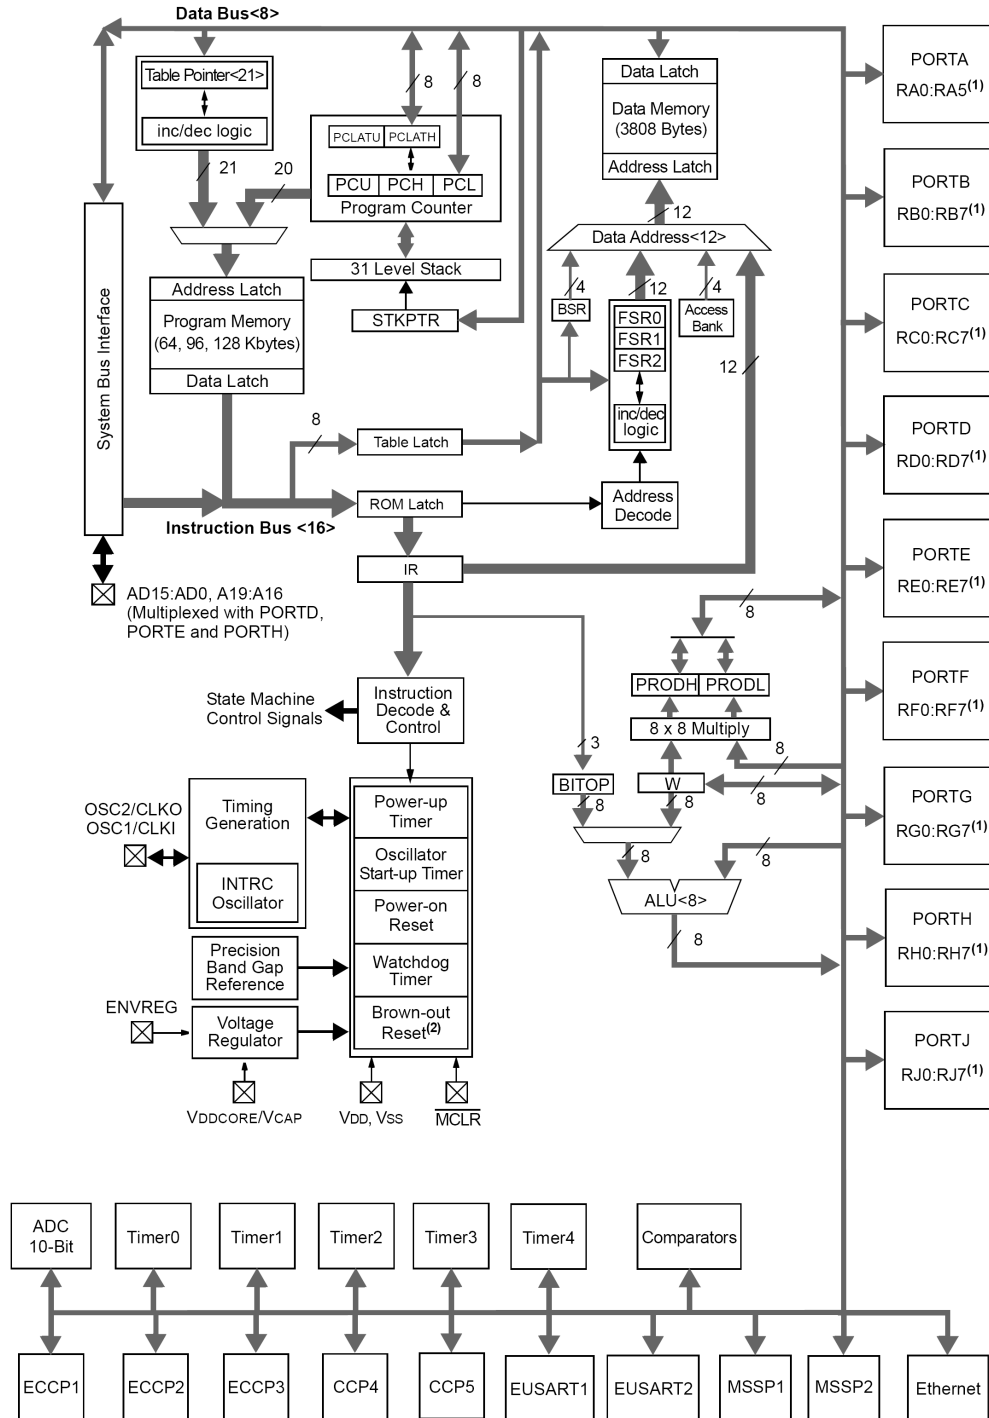 Data Bus<8>
Table Pointer<21>
inc/dec logic
21
20
8
8
PCLATU PCLATH
PCU PCH PCL
Program Counter
31 Level Stack
STKPTR
System Bus Interface
Address Latch
Program Memory
(64, 96, 128 Kbytes)
Data Latch
8
Table Latch
ROM Latch
Instruction Bus <16>
IR
AD15:AD0, A19:A16
(Multiplexed with PORTD,
PORTE and PORTH)
Data Latch
Data Memory
(3808 Bytes)
Address Latch
12
Data Address<12>
4
12
4
BSR
FSR0
FSR1
FSR2
inc/dec
logic
Access
Bank
12
Address
Decode
8
PRODH PRODL
8 x 8 Multiply
3
8
BITOP
W
8
8
8
8
8
ALU<8>
8
State Machine
Control Signals
Instruction
Decode &
Control
OSC2/CLKO
OSC1/CLKI
Timing
Generation
INTRC
Oscillator
Power-up
Timer
Oscillator
Start-up Timer
Power-on
Reset
Watchdog
Timer
Brown-out
Reset(2)
Precision
Band Gap
Reference
ENVREG
Voltage
Regulator
VDDCORE/VCAP
VDD, VSS
MCLR
PORTA
RA0:RA5(1)
PORTB
RB0:RB7(1)
PORTC
RC0:RC7(1)
PORTD
RD0:RD7(1)
PORTE
RE0:RE7(1)
PORTF
RF0:RF7(1)
PORTG
RG0:RG7(1)
PORTH
RH0:RH7(1)
PORTJ
RJ0:RJ7(1)
ADC
10-Bit
Timer0
Timer1
Timer2
Timer3
Timer4
Comparators
ECCP1
ECCP2
ECCP3
CCP4
CCP5
EUSART1
EUSART2
MSSP1
MSSP2
Ethernet